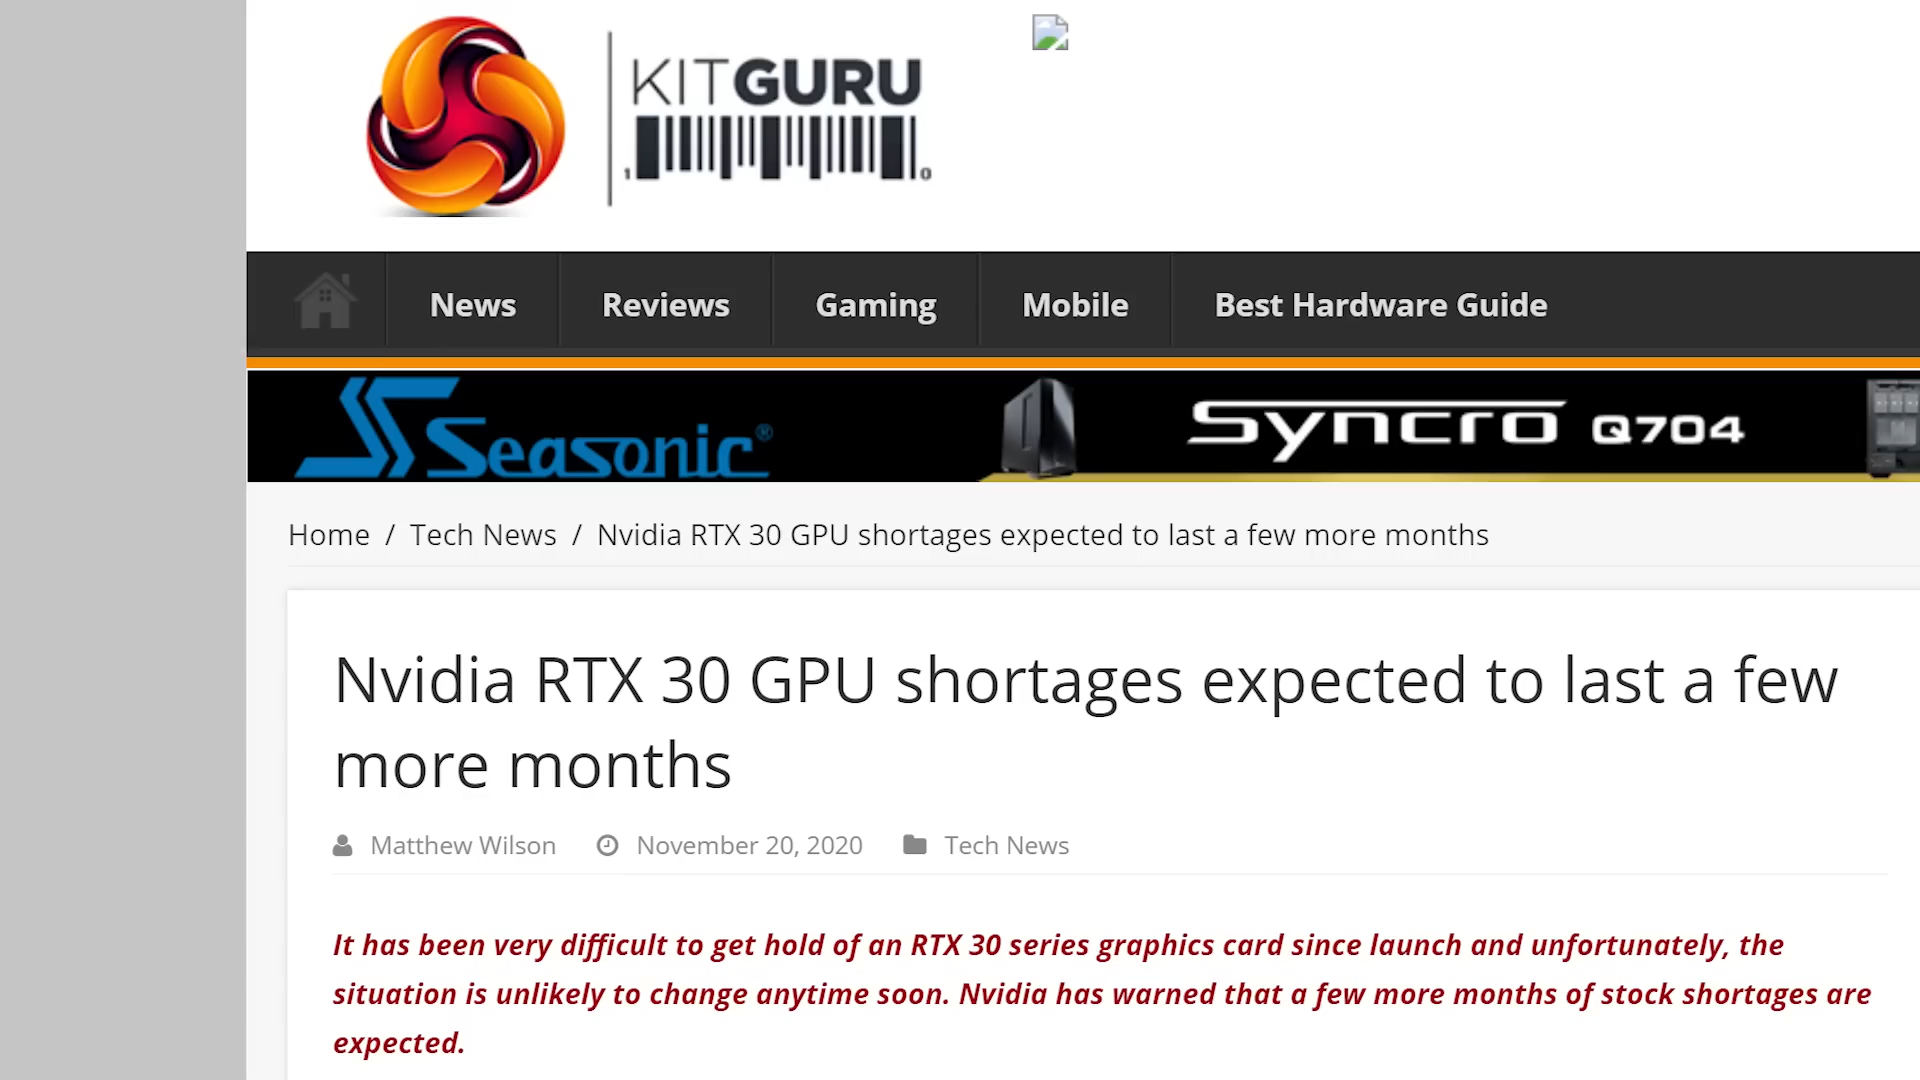 KITGURU
1 0
News Reviews Gaming Mobile Best Hardware Guide
Seasonic® Syncro Q704
Home / Tech News / Nvidia RTX 30 GPU shortages expected to last a few more months
Nvidia RTX 30 GPU shortages expected to last a few
more months
Matthew Wilson November 20, 2020 Tech News
It has been very difficult to get hold of an RTX 30 series graphics card since launch and unfortunately, the
situation is unlikely to change anytime soon. Nvidia has warned that a few more months of stock shortages are
expected.